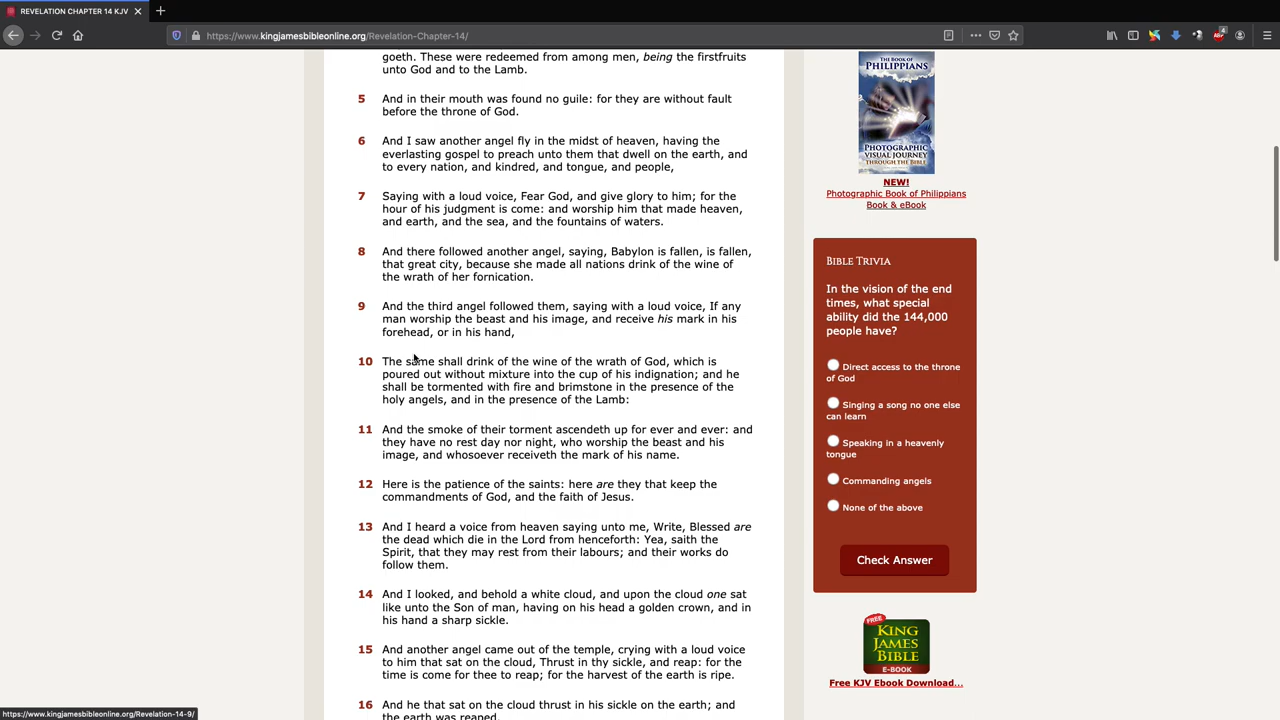 REVELATION CHAPTER 14 KJV
https://www.kingjamesbibleonline.org/Revelation-Chapter-14/
goeth. These were redeemed from among men, being the firstfruits
unto God and to the Lamb.
5 And in their mouth was found no guile: for they are without fault
before the throne of God.
6 And I saw another angel fly in the midst of heaven, having the
everlasting gospel to preach unto them that dwell on the earth, and
to every nation, and kindred, and tongue, and people,
7 Saying with a loud voice, Fear God, and give glory to him; for the
hour of his judgment is come: and worship him that made heaven,
and earth, and the sea, and the fountains of waters.
8 And there followed another angel, saying, Babylon is fallen, is fallen,
that great city, because she made all nations drink of the wine of
the wrath of her fornication.
9 And the third angel followed them, saying with a loud voice, If any
man worship the beast and his image, and receive his mark in his
forehead, or in his hand,
10 The same shall drink of the wine of the wrath of God, which is
poured out without mixture into the cup of his indignation; and he
shall be tormented with fire and brimstone in the presence of the
holy angels, and in the presence of the Lamb:
11 And the smoke of their torment ascendeth up for ever and ever: and
they have no rest day nor night, who worship the beast and his
image, and whosoever receiveth the mark of his name.
12 Here is the patience of the saints: here are they that keep the
commandments of God, and the faith of Jesus.
13 And I heard a voice from heaven saying unto me, Write, Blessed are
the dead which die in the Lord from henceforth: Yea, saith the
Spirit, that they may rest from their labours; and their works do
follow them.
14 And I looked, and behold a white cloud, and upon the cloud one sat
like unto the Son of man, having on his head a golden crown, and in
his hand a sharp sickle.
15 And another angel came out of the temple, crying with a loud voice
to him that sat on the cloud, Thrust in thy sickle, and reap: for the
time is come for thee to reap; for the harvest of the earth is ripe.
16 And he that sat on the cloud thrust in his sickle on the earth; and
the earth was reaped.
THE BOOK OF
PHILIPPIANS
PHOTOGRAPHIC
VISUAL JOURNEY
THROUGH THE BIBLE
NEW!
Photographic Book of Philippians
Book & eBook
BIBLE TRIVIA
In the vision of the end
times, what special
ability did the 144,000
people have?
Direct access to the throne
of God
Singing a song no one else
can learn
Speaking in a heavenly
tongue
Commanding angels
None of the above
Check Answer
FREE
KING
JAMES
BIBLE
E-BOOK
Free KJV Ebook Download...
https://www.kingjamesbibleonline.org/Revelation-14-9/